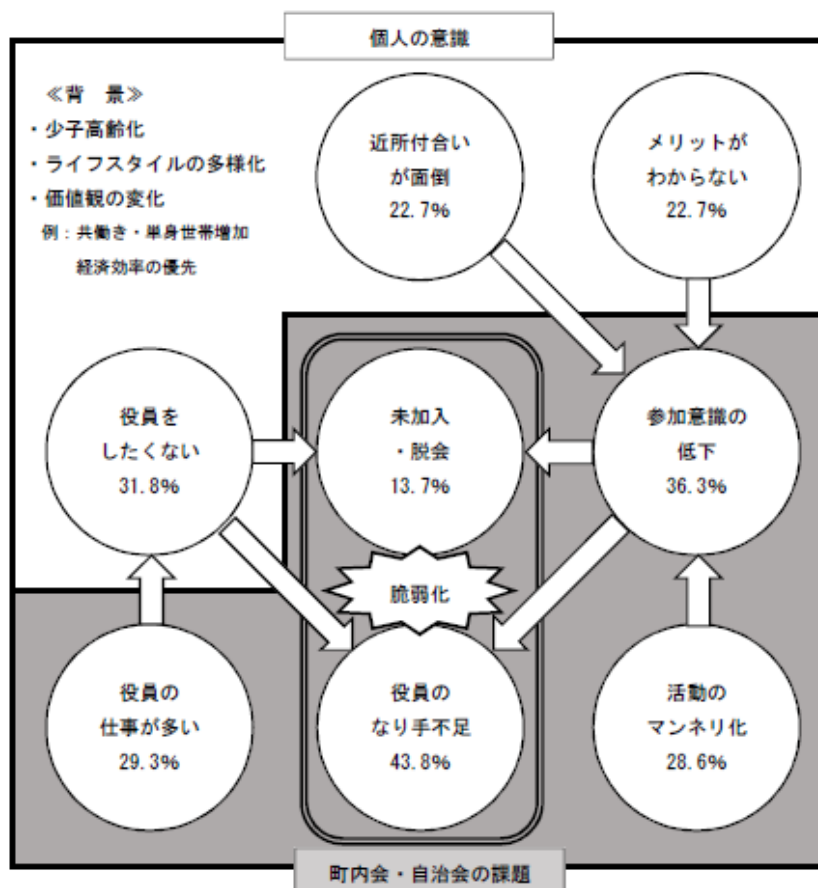 個人の意識
≪背　景≫
・少子高齢化
・ライフスタイルの多様化
・価値観の変化
例：共働き・単身世帯増加
経済効率の優先
近所付合い
が面倒
22.7%
メリットが
わからない
22.7%
役員を
したくない
31.8%
未加入
・脱会
13.7%
参加意識の
低下
36.3%
脆弱化
役員の
仕事が多い
29.3%
役員の
なり手不足
43.8%
活動の
マンネリ化
28.6%
町内会・自治会の課題